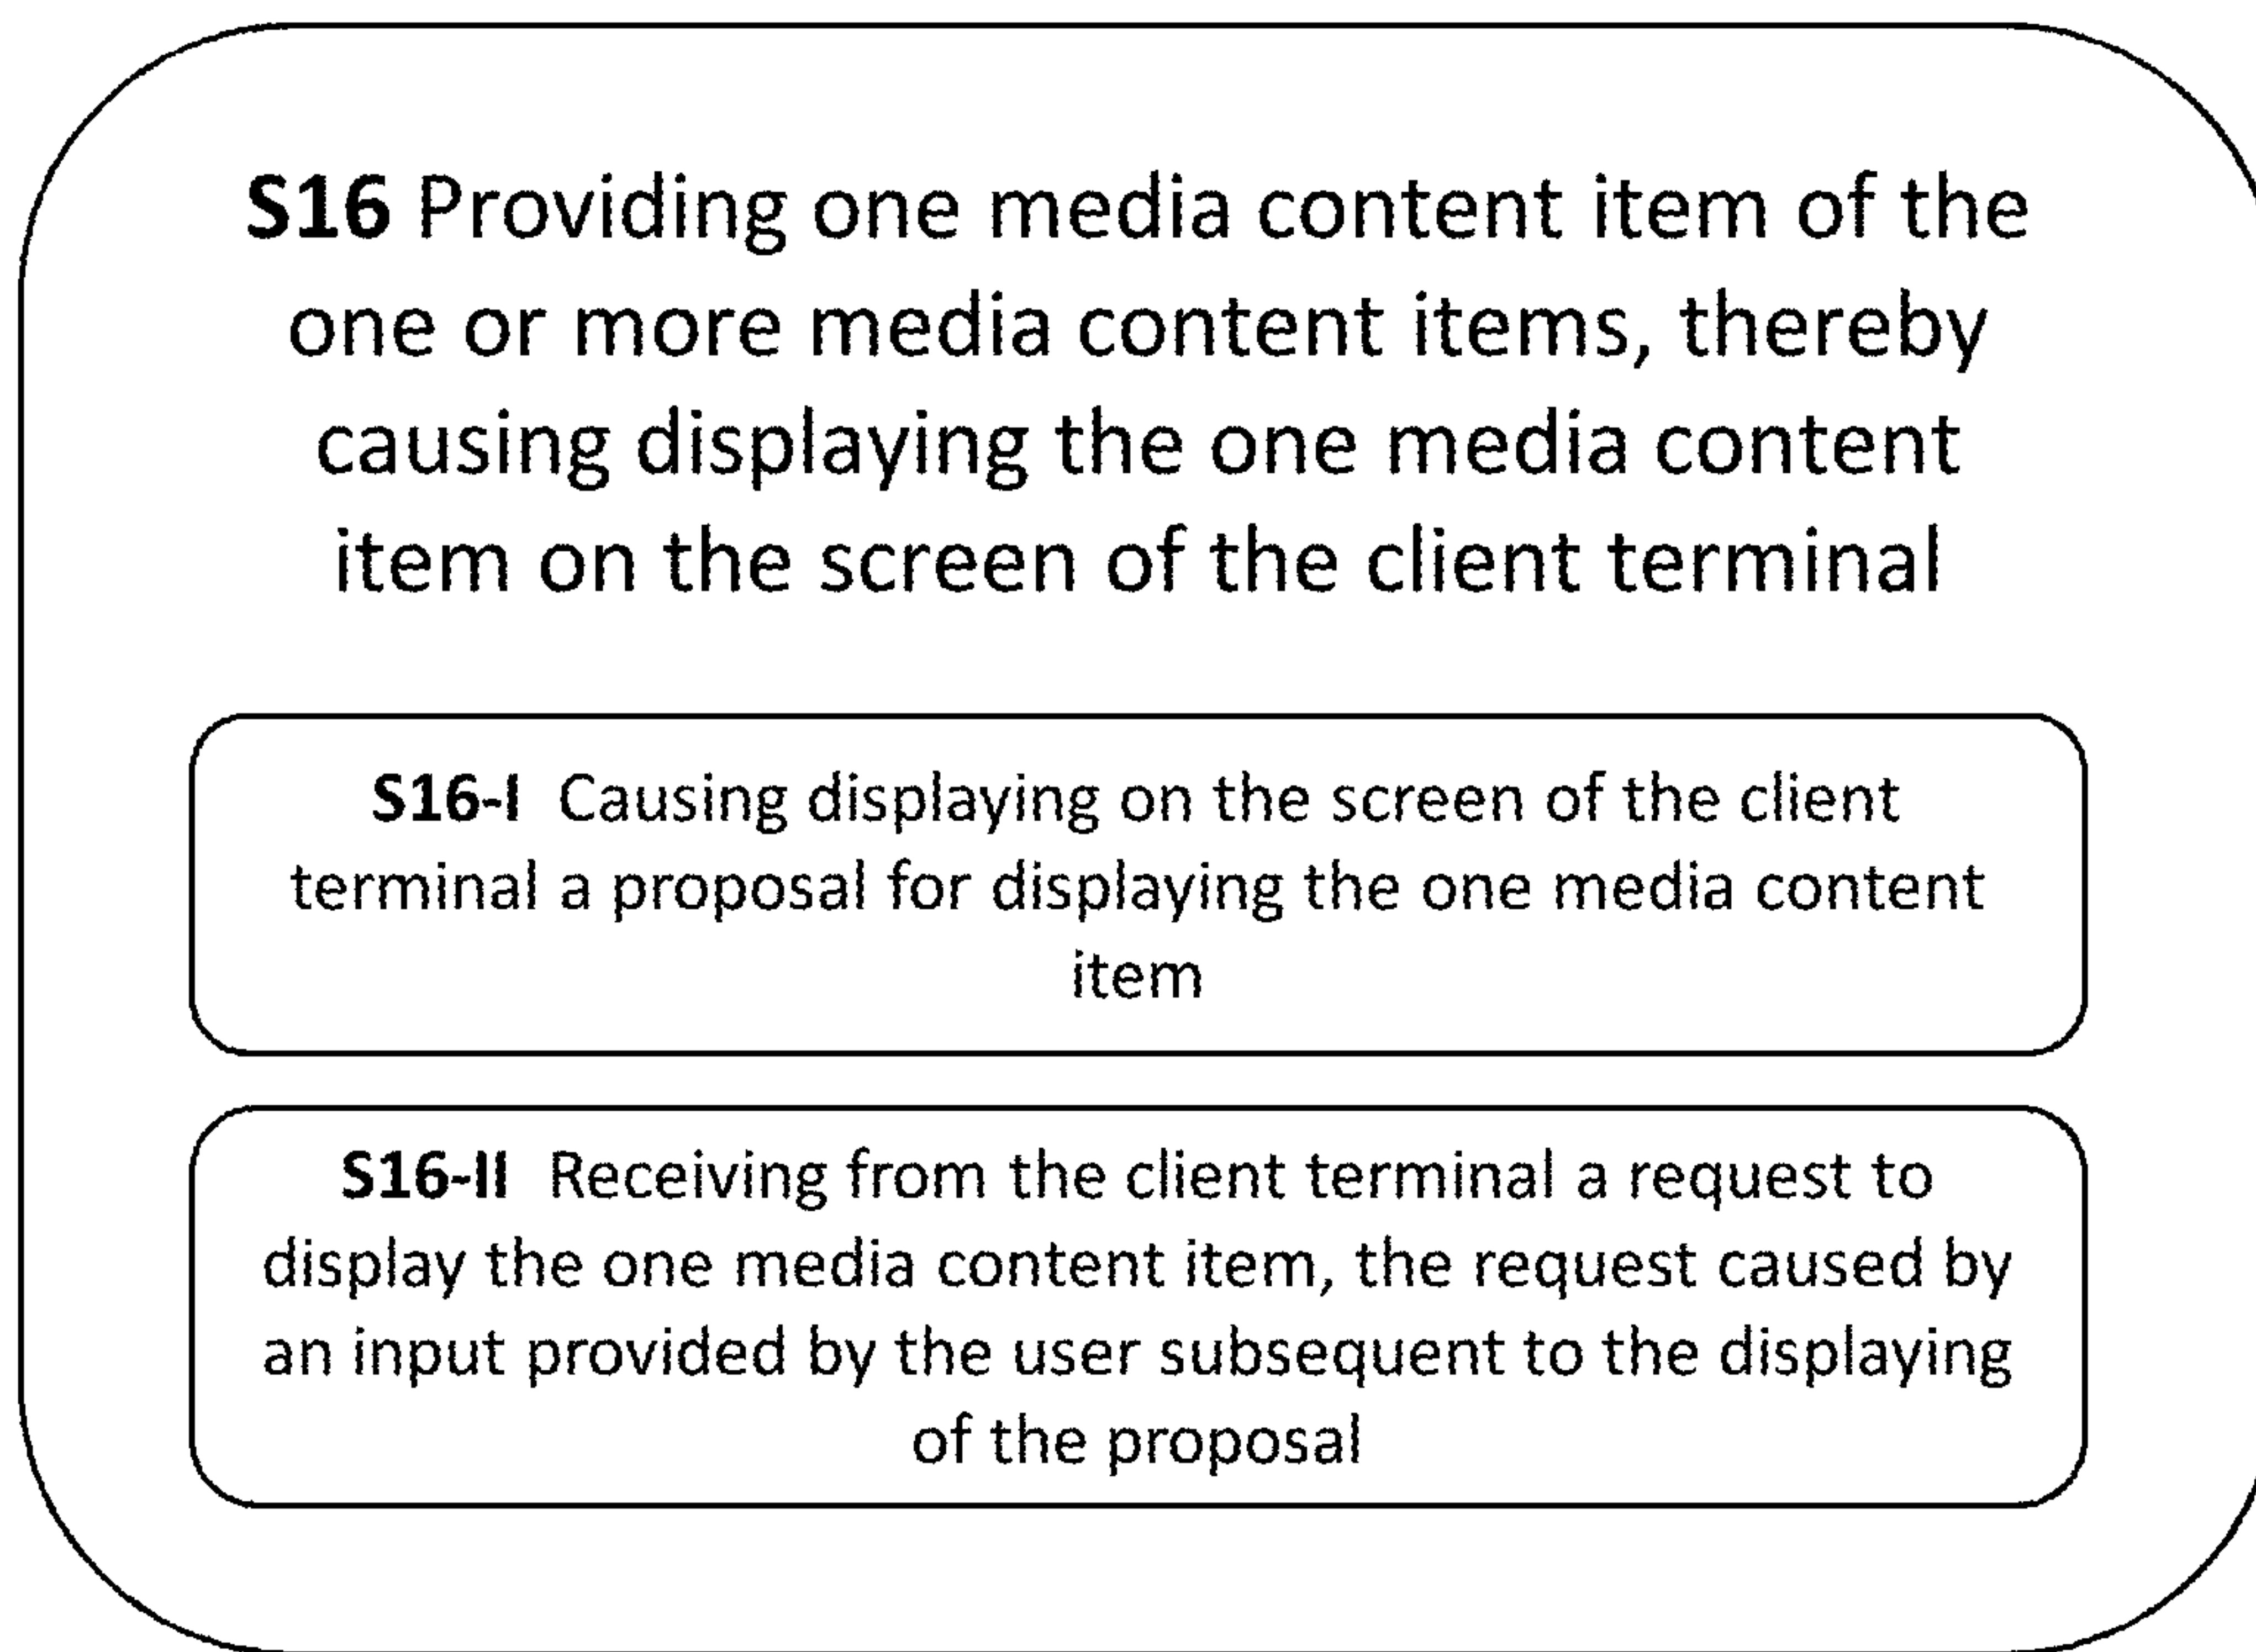 S16 Providing one media content item of the
one or more media content items, thereby
causing displaying the one media content
item on the screen of the client terminal
S16-I Causing displaying on the screen of the client
terminal a proposal for displaying the one media content
item
S16-II Receiving from the client terminal a request to
display the one media content item, the request caused by
an input provided by the user subsequent to the displaying
of the proposal